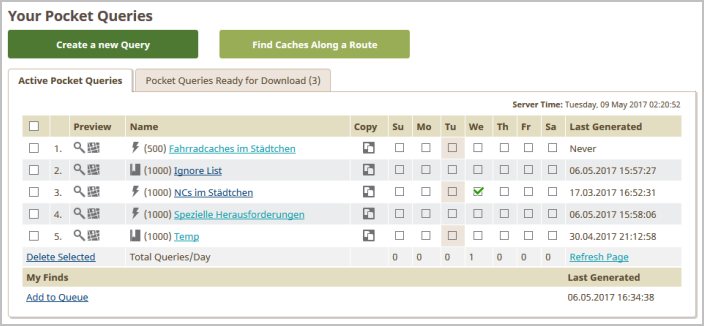 Your Pocket Queries
Create a new Query Find Caches Along a Route
Active Pocket Queries Pocket Queries Ready for Download (3)
Server Time: Tuesday, 09 May 2017 02:20:52
Preview Name Copy Su Mo Tu We Th Fr Sa Last Generated
1. (500) Fahrradcaches im Städtchen Never
2. (1000) Ignore List 06.05.2017 15:57:27
3. (1000) NCs im Städtchen 17.03.2017 16:52:31
4. (1000) Spezielle Herausforderungen 06.05.2017 15:58:06
5. (1000) Temp 30.04.2017 21:12:58
Delete Selected Total Queries/Day 0 0 0 1 0 0 0 Refresh Page
My Finds Last Generated
Add to Queue 06.05.2017 16:34:38